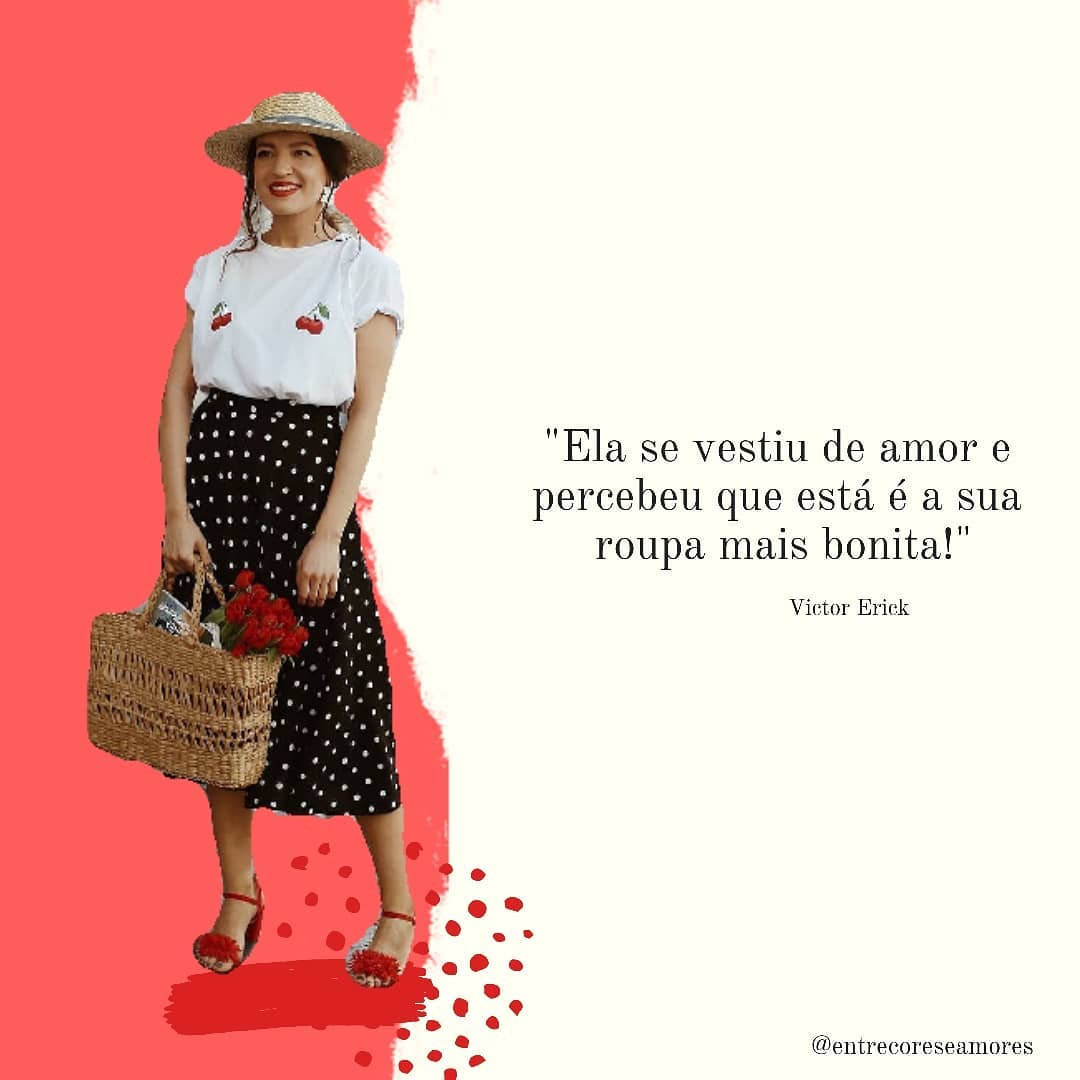 "Ela se vestiu de amor e
percebeu que está é a sua
roupa mais bonita!"
Victor Erick
@entrecoreseamores